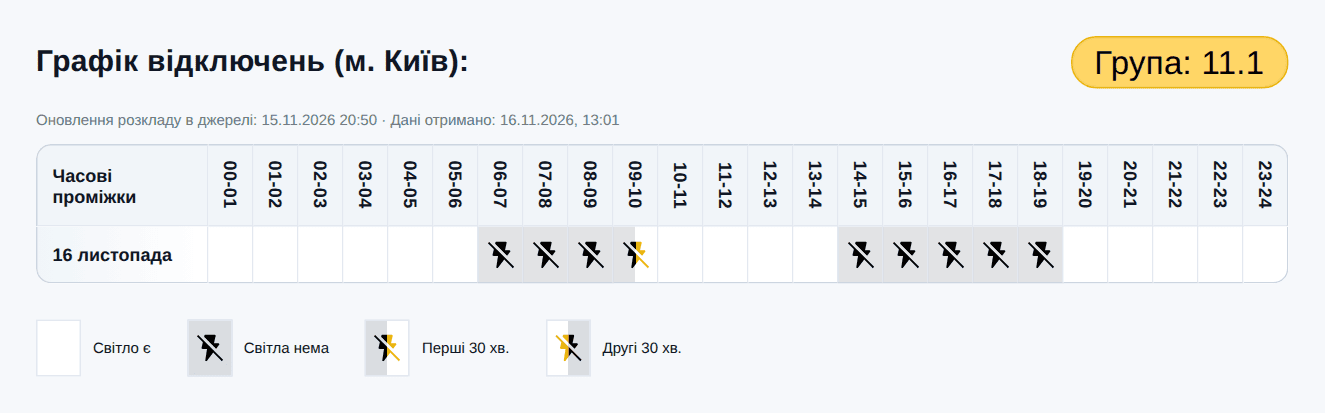 Графік відключень (м. Київ):
Група: 11.1
Оновлення розкладу в джерелі: 15.11.2026 20:50 · Дані отримано: 16.11.2026, 13:01
Часові
проміжки
00-01
01-02
02-03
03-04
04-05
05-06
06-07
07-08
08-09
09-10
10-11
11-12
12-13
13-14
14-15
15-16
16-17
17-18
18-19
19-20
20-21
21-22
22-23
23-24
16 листопада
Світло є
Світла нема
Перші 30 хв.
Другі 30 хв.